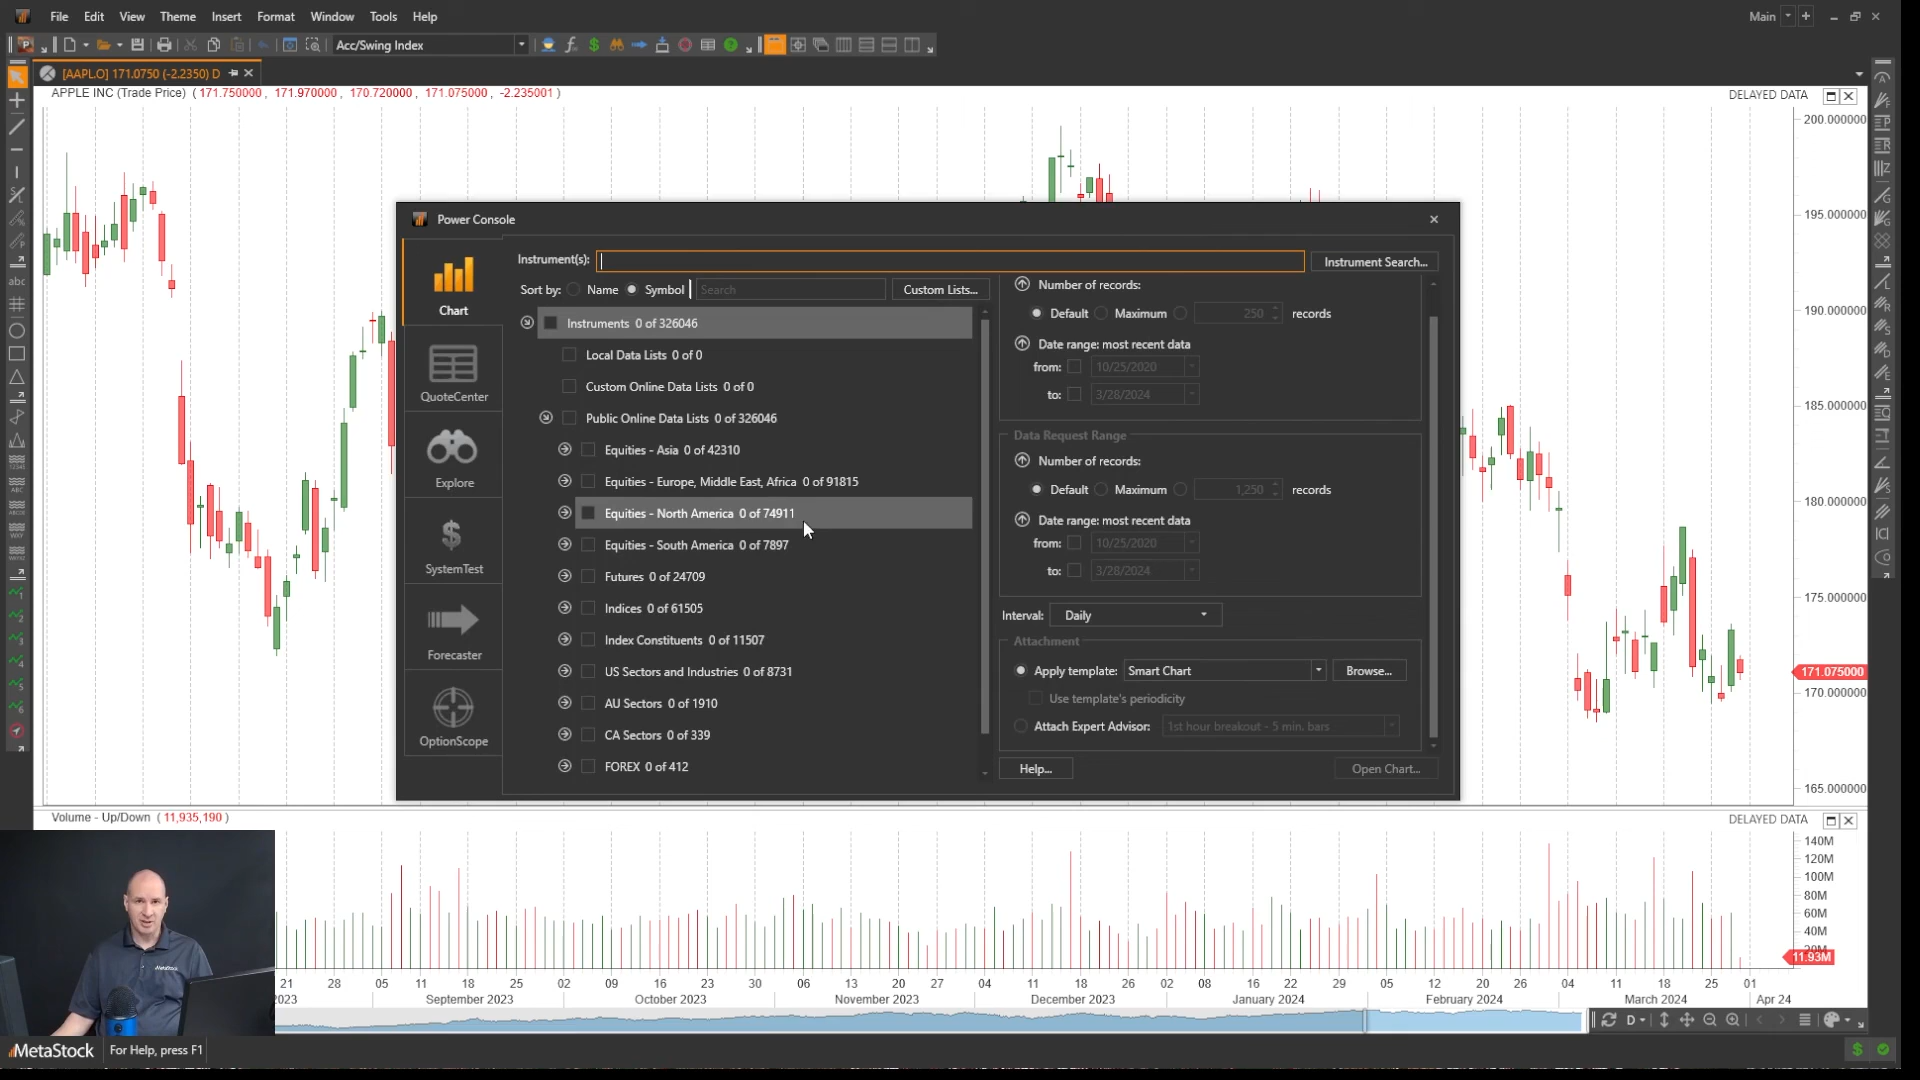 File Edit View Theme Insert Format Window Tools Help
Main
Acc/Swing Index
[AAPL.O] 171.0750 (-2.2350) D
APPLE INC (Trade Price) ( 171.750000, 171.970000, 170.720000, 171.075000, -2.235001 )
DELAYED DATA
200.000000
195.000000
190.000000
185.000000
180.000000
175.000000
171.075000
170.000000
165.000000
Power Console
Chart
QuoteCenter
Explore
SystemTest
Forecaster
OptionScope
Instrument(s):
Instrument Search...
Sort by: Name Symbol
Search
Custom Lists...
Instruments 0 of 326046
Local Data Lists 0 of 0
Custom Online Data Lists 0 of 0
Public Online Data Lists 0 of 326046
Equities - Asia 0 of 42310
Equities - Europe, Middle East, Africa 0 of 91815
Equities - North America 0 of 74911
Equities - South America 0 of 7897
Futures 0 of 24709
Indices 0 of 61505
Index Constituents 0 of 11507
US Sectors and Industries 0 of 8731
AU Sectors 0 of 1910
CA Sectors 0 of 339
FOREX 0 of 412
Number of records:
Default Maximum 250 records
Date range: most recent data
from: 10/25/2020
to: 3/28/2024
Data Request Range
Number of records:
Default Maximum 1,250 records
Date range: most recent data
from: 10/25/2020
to: 3/28/2024
Interval: Daily
Attachment
Apply template: Smart Chart Browse...
Use template's periodicity
Attach Expert Advisor: 1st hour breakout - 5 min. bars
Help... Open Chart...
Volume - Up/Down ( 11,935,190 )
DELAYED DATA
140M
120M
100M
80M
60M
40M
20M
11.93M
21 28 05 11 18 25 02 09 16 23 30 06 13 20 27 04 11 18 26 02 08 16 22 29 05 12 20 26 04 11 18 25 01
2023 September 2023 October 2023 November 2023 December 2023 January 2024 February 2024 March 2024 Apr 24
D
MetaStock For Help, press F1
abc
MetaStock